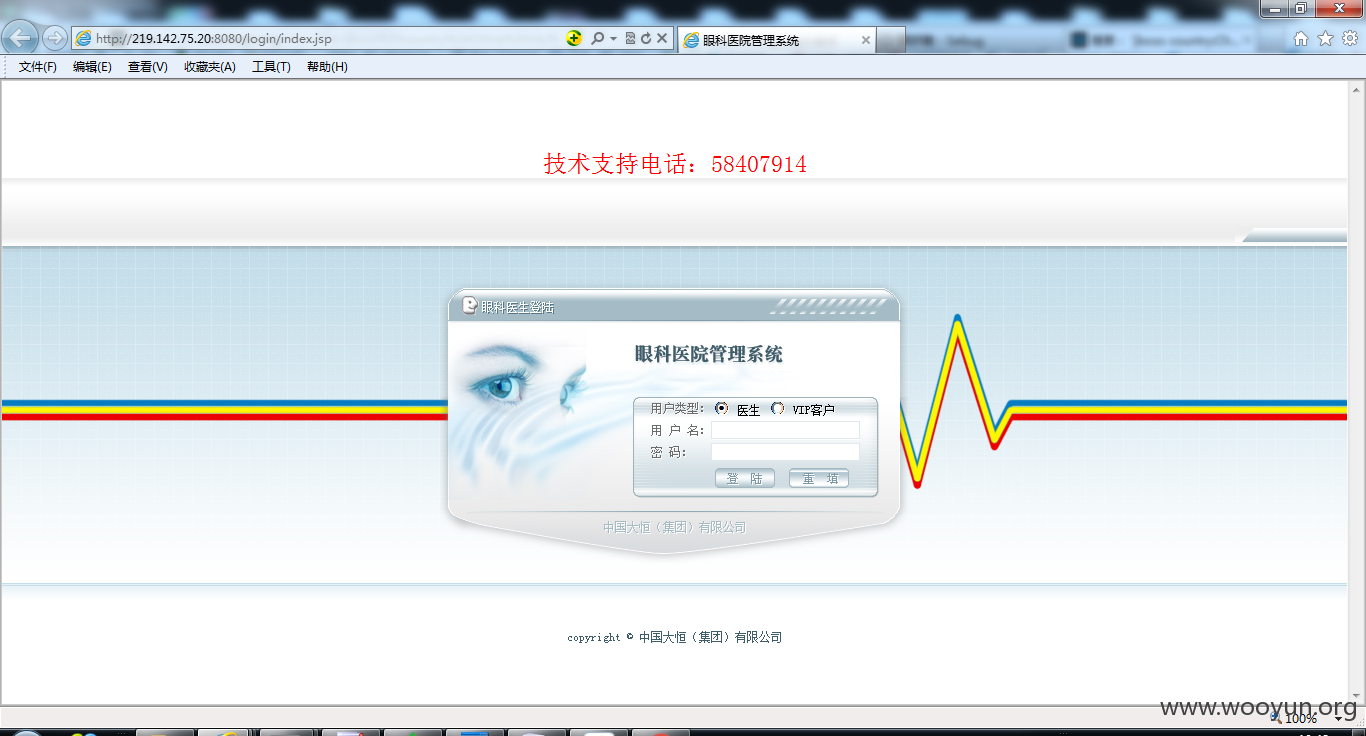 http://219.142.75.20:8080/login/index.jsp
眼科医院管理系统
文件(F) 编辑(E) 查看(V) 收藏夹(A) 工具(T) 帮助(H)
技术支持电话：58407914
眼科医生登陆
眼科医院管理系统
用户类型： 医生 VIP客户
用 户 名：
密 码：
登 陆 重 填
中国大恒（集团）有限公司
copyright © 中国大恒（集团）有限公司
www.wooyun.org
100%